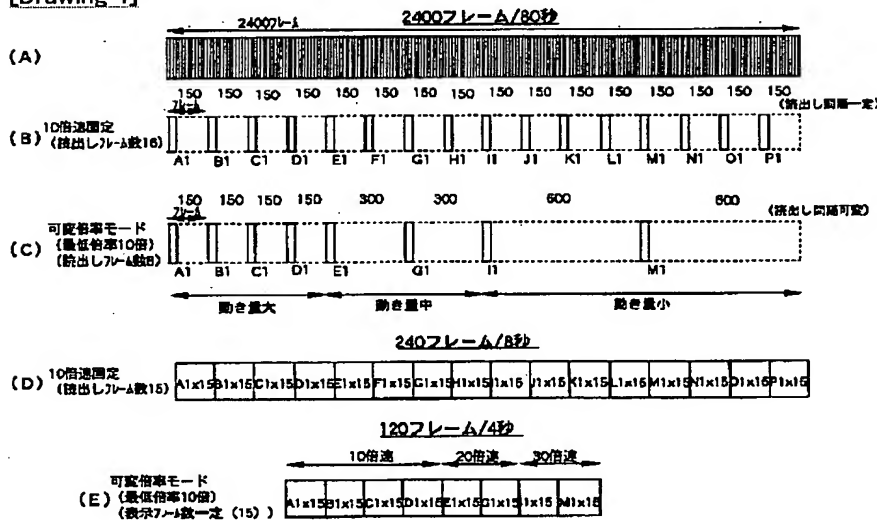 [Drawing 4]
2400フレーム/80秒
2400フレーム
(A)
150 150 150 150 150 150 150 150 150 150 150 150 150 150 150 150
フレーム
(読出し間隔一定)
(B) 10倍速固定
(読出しフレーム数16)
A1 B1 C1 D1 E1 F1 G1 H1 I1 J1 K1 L1 M1 N1 O1 P1
150 150 150 150 300 300 600 600
フレーム
(読出し間隔可変)
(C) 可変倍率モード
(最低倍率10倍)
(読出しフレーム数8)
A1 B1 C1 D1 E1 G1 I1 M1
動き量大 動き量中 動き量小
240フレーム/8秒
(D) 10倍速固定
(読出しフレーム数15)
A1x15 B1x15 C1x15 D1x15 E1x15 F1x15 G1x15 H1x15 I1x15 J1x15 K1x15 L1x15 M1x15 N1x15 O1x15 P1x15
120フレーム/4秒
10倍速 20倍速 30倍速
(E) 可変倍率モード
(最低倍率10倍)
(表示フレーム数一定 (15) )
A1x15 B1x15 C1x15 D1x15 E1x15 G1x15 I1x15 M1x15